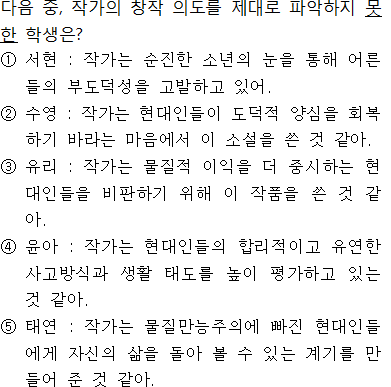 다음 중, 작가의 창작 의도를 제대로 파악하지 못
한 학생은?
① 서현 : 작가는 순진한 소년의 눈을 통해 어른
들의 부도덕성을 고발하고 있어.
② 수영 : 작가는 현대인들이 도덕적 양심을 회복
하기 바라는 마음에서 이 소설을 쓴 것 같아.
③ 유리 : 작가는 물질적 이익을 더 중시하는 현
대인들을 비판하기 위해 이 작품을 쓴 것 같
아.
④ 윤아 : 작가는 현대인들의 합리적이고 유연한
사고방식과 생활 태도를 높이 평가하고 있는
것 같아.
⑤ 태연 : 작가는 물질만능주의에 빠진 현대인들
에게 자신의 삶을 돌아 볼 수 있는 계기를 만
들어 준 것 같아.